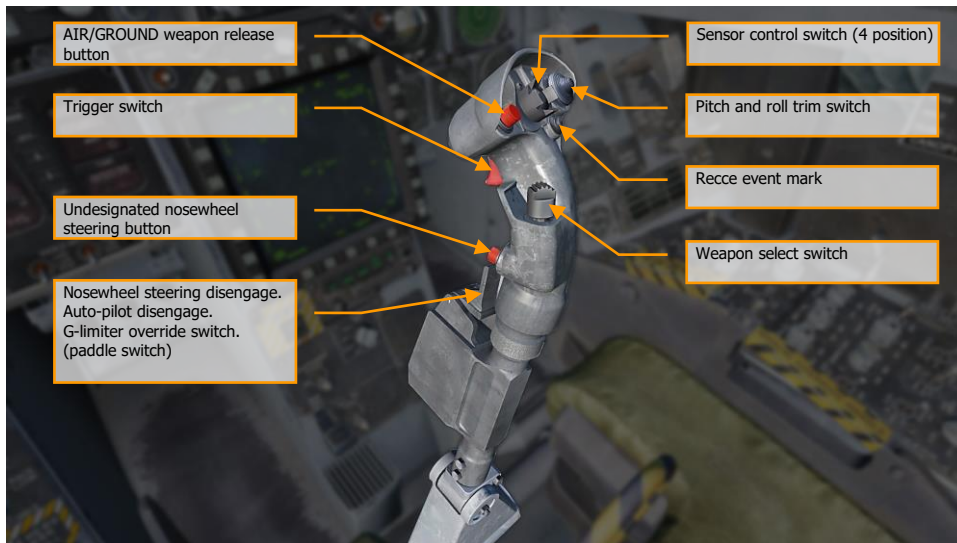 AIR/GROUND weapon release
button
Trigger switch
Undesignated nosewheel
steering button
Nosewheel steering disengage.
Auto-pilot disengage.
G-limiter override switch.
(paddle switch)
Sensor control switch (4 position)
Pitch and roll trim switch
Recce event mark
Weapon select switch